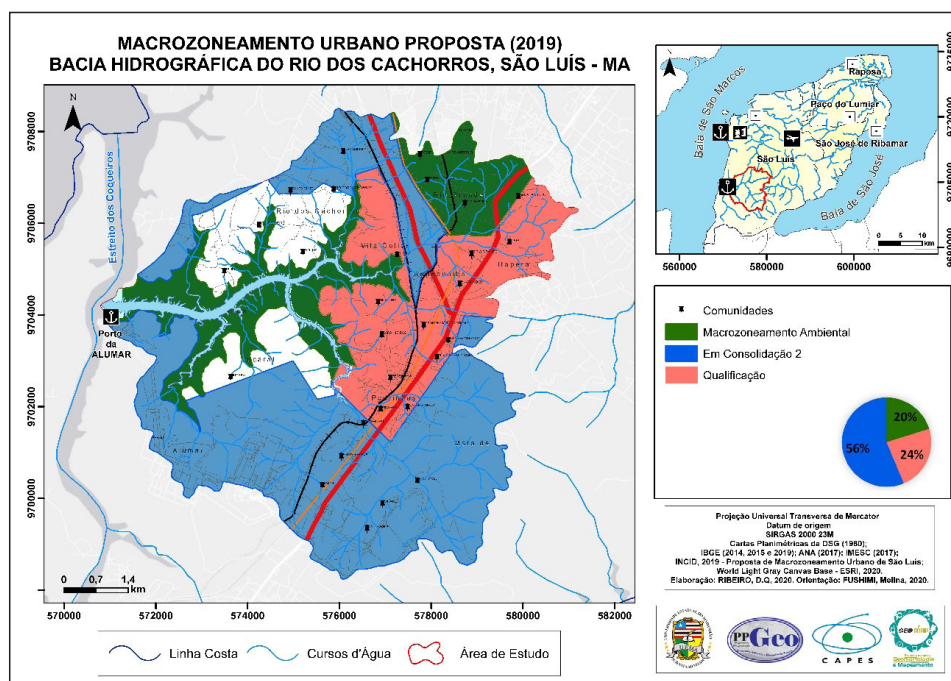 MACROZONEAMENTO URBANO PROPOSTA (2019)
BACIA HIDROGRÁFICA DO RIO DOS CACHORROS, SÃO LUÍS - MA
N
9708000
9706000
9704000
9702000
9700000
Estreito dos Coqueiros
Porto
da
ALUMAR
Rio dos Cachor
Alumar
0 0,7 1,4
km
570000 572000 574000 576000 578000 580000 582000
Linha Costa
Cursos d'Água
Área de Estudo
Baía de São Marcos
Raposa
Paço do Lumiar
São José de Ribamar
São Luís
Baía de São José
0 5 10
km
560000 580000 600000
Comunidades
Macrozoneamento Ambiental
Em Consolidação 2
Qualificação
20%
56%
24%
Projeção Universal Transversa de Mercator
Datum de origem
SIRGAS 2000 23M
Cartas Planimétricas da DSG (1980);
IBGE (2014, 2015 e 2019); ANA (2017); IMESC (2017);
INCID, 2019 - Proposta de Macrozoneamento Urbano de São Luís;
World Light Gray Canvas Base - ESRI, 2020.
Elaboração: RIBEIRO, D.Q, 2020. Orientação: FUSHIMI, Melina, 2020.
PPGeo
CAPES